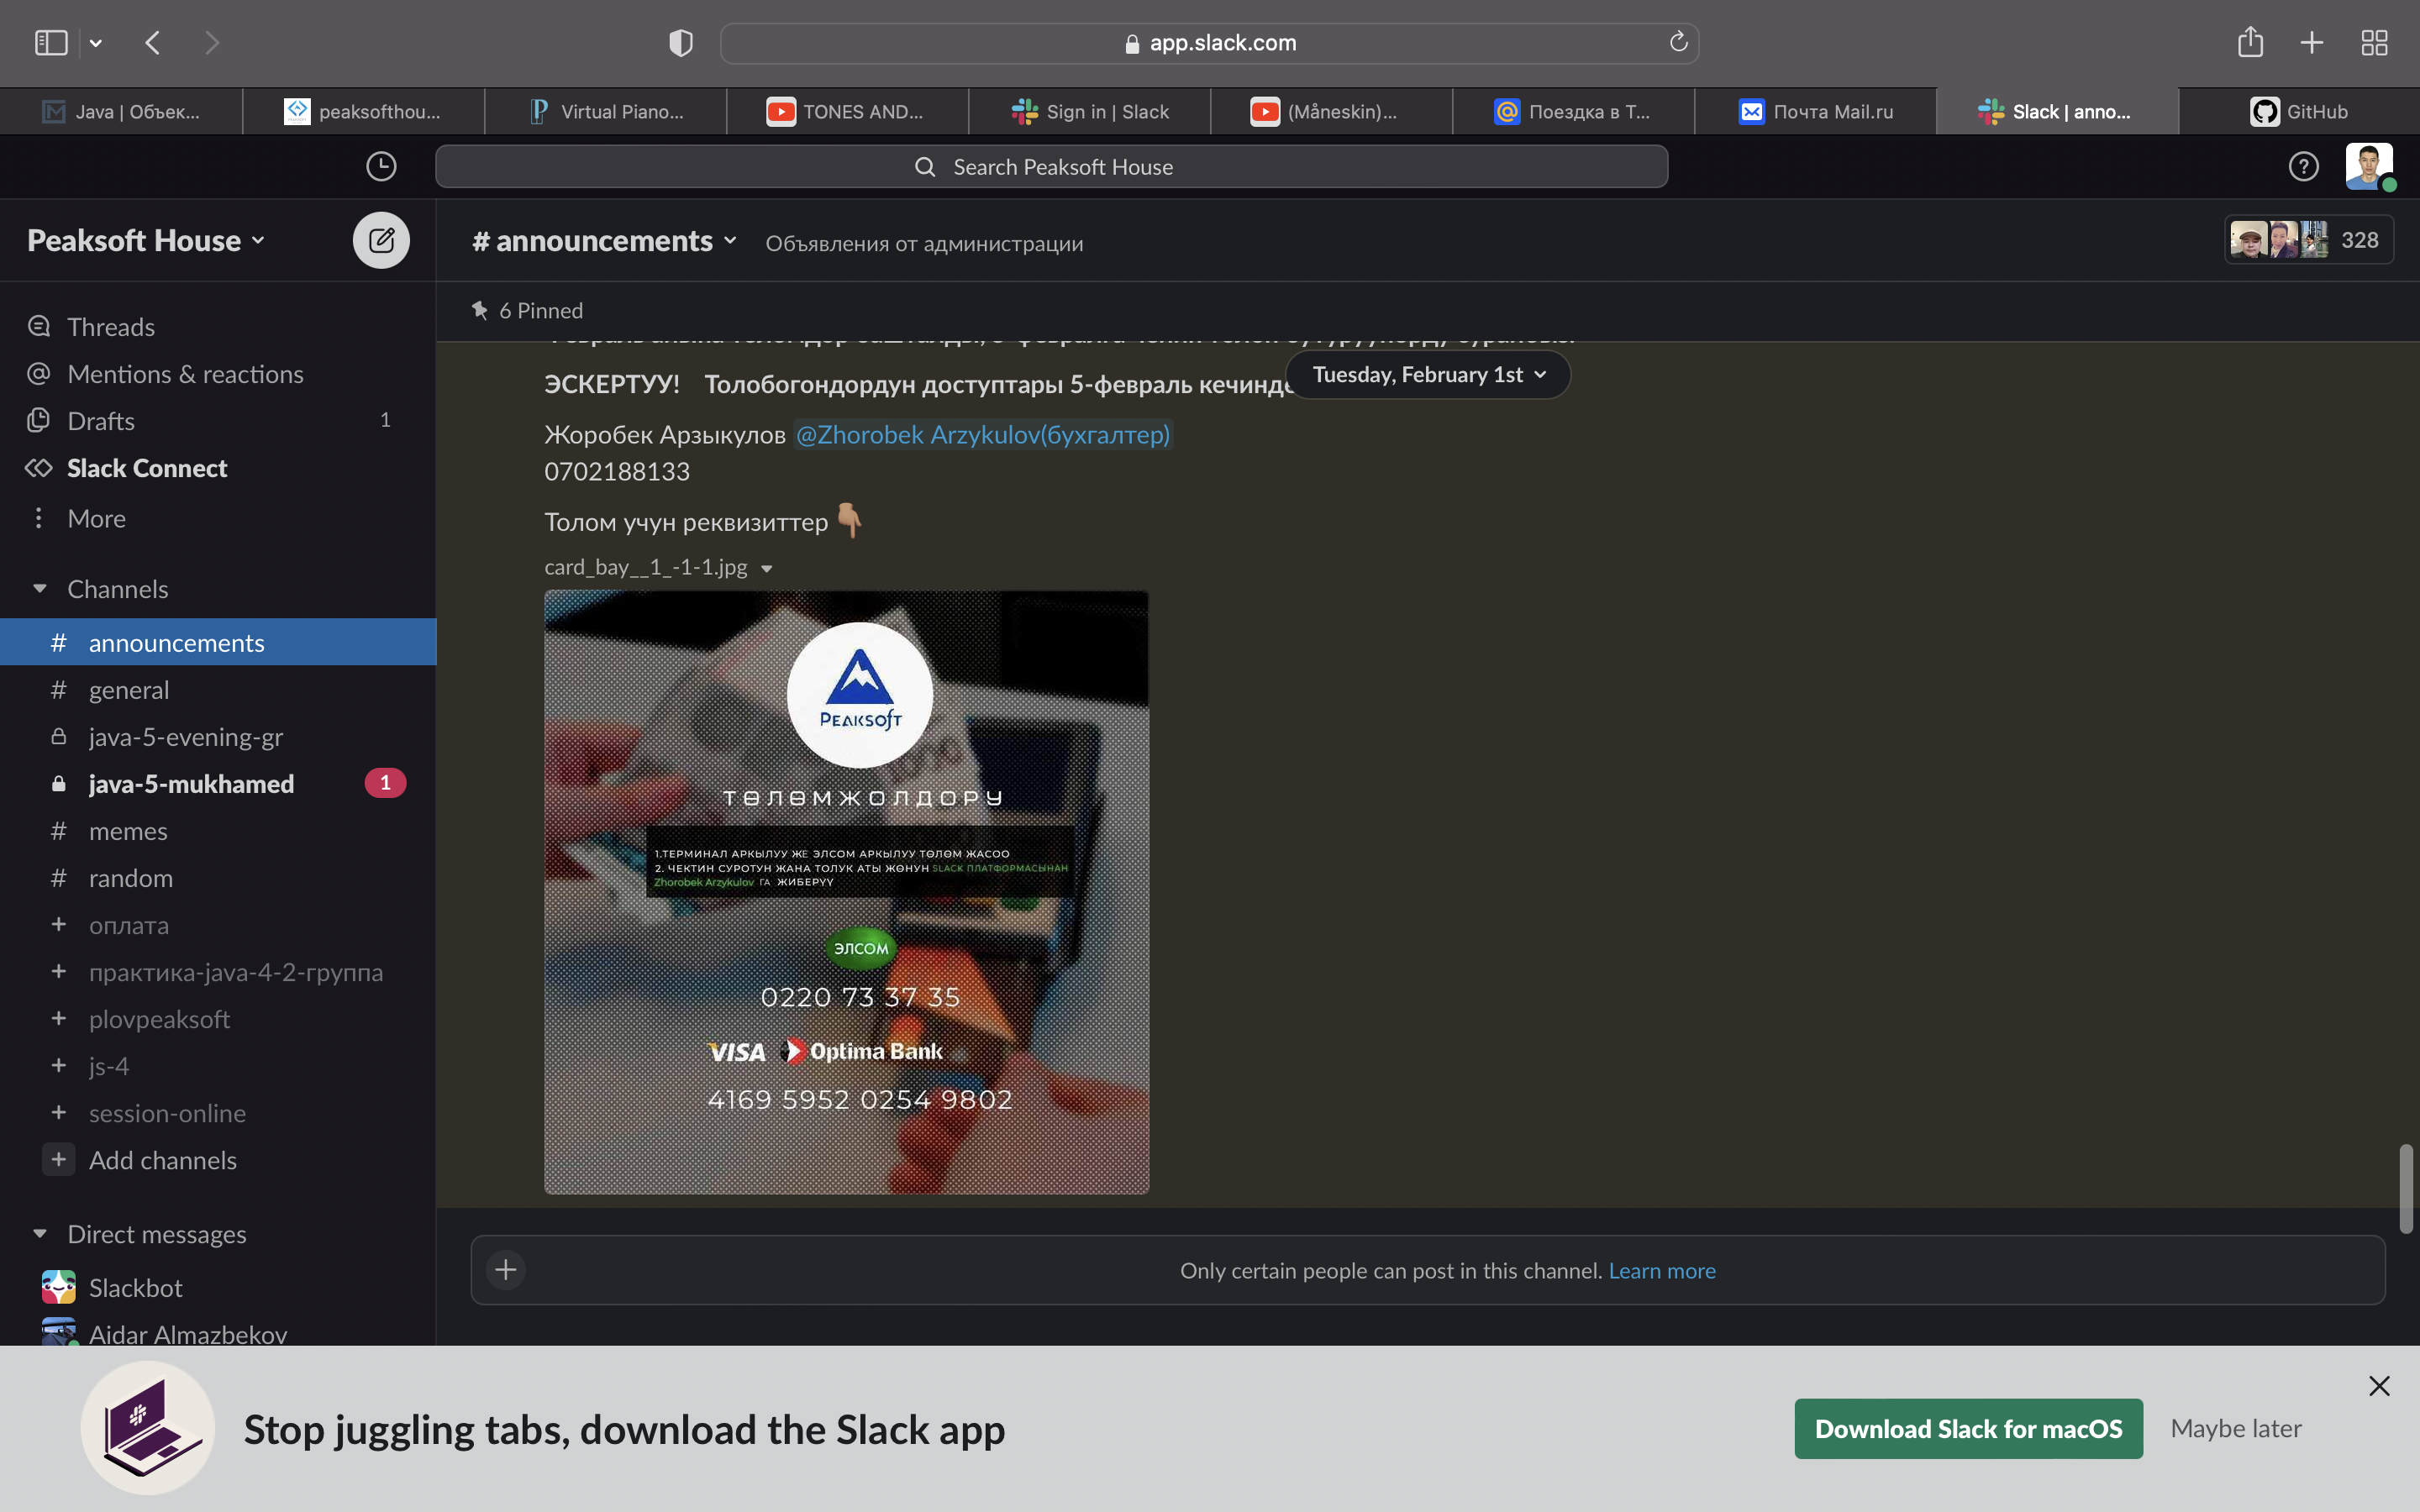 app.slack.com
Java | Объек...
peaksofthou...
Virtual Piano...
TONES AND...
Sign in | Slack
(Måneskin)...
Поездка в Т...
Почта Mail.ru
Slack | anno...
GitHub
Search Peaksoft House
Peaksoft House
# announcements
Объявления от администрации
328
6 Pinned
Threads
Mentions & reactions
Drafts 1
Slack Connect
More
Channels
# announcements
# general
java-5-evening-gr
java-5-mukhamed 1
# memes
# random
+ оплата
+ практика-java-4-2-группа
+ plovpeaksoft
+ js-4
+ session-online
+ Add channels
Direct messages
Slackbot
Aidar Almazbekov
Tuesday, February 1st
ЭСКЕРТУУ! Толобогондордун доступтары 5-февраль кечинде
Жоробек Арзыкулов @Zhorobek Arzykulov(бухгалтер)
0702188133
Толом учун реквизиттер
card_bay__1_-1-1.jpg
PEAKSOFT
ТӨЛӨМ ЖОЛДОРУ
1.ТЕРМИНАЛ АРКЫЛУУ ЖЕ ЭЛСОМ АРКЫЛУУ ТӨЛӨМ ЖАСОО
2. ЧЕКТИН СУРОТУН ЖАНА ТОЛУК АТЫ ЖӨНУН SLACK ПЛАТФОРМАСЫНАН
Zhorobek Arzykulov ГА ЖИБЕРҮҮ
ЭЛСОМ
0220 73 37 35
VISA Optima Bank
4169 5952 0254 9802
Only certain people can post in this channel. Learn more
Stop juggling tabs, download the Slack app
Download Slack for macOS
Maybe later